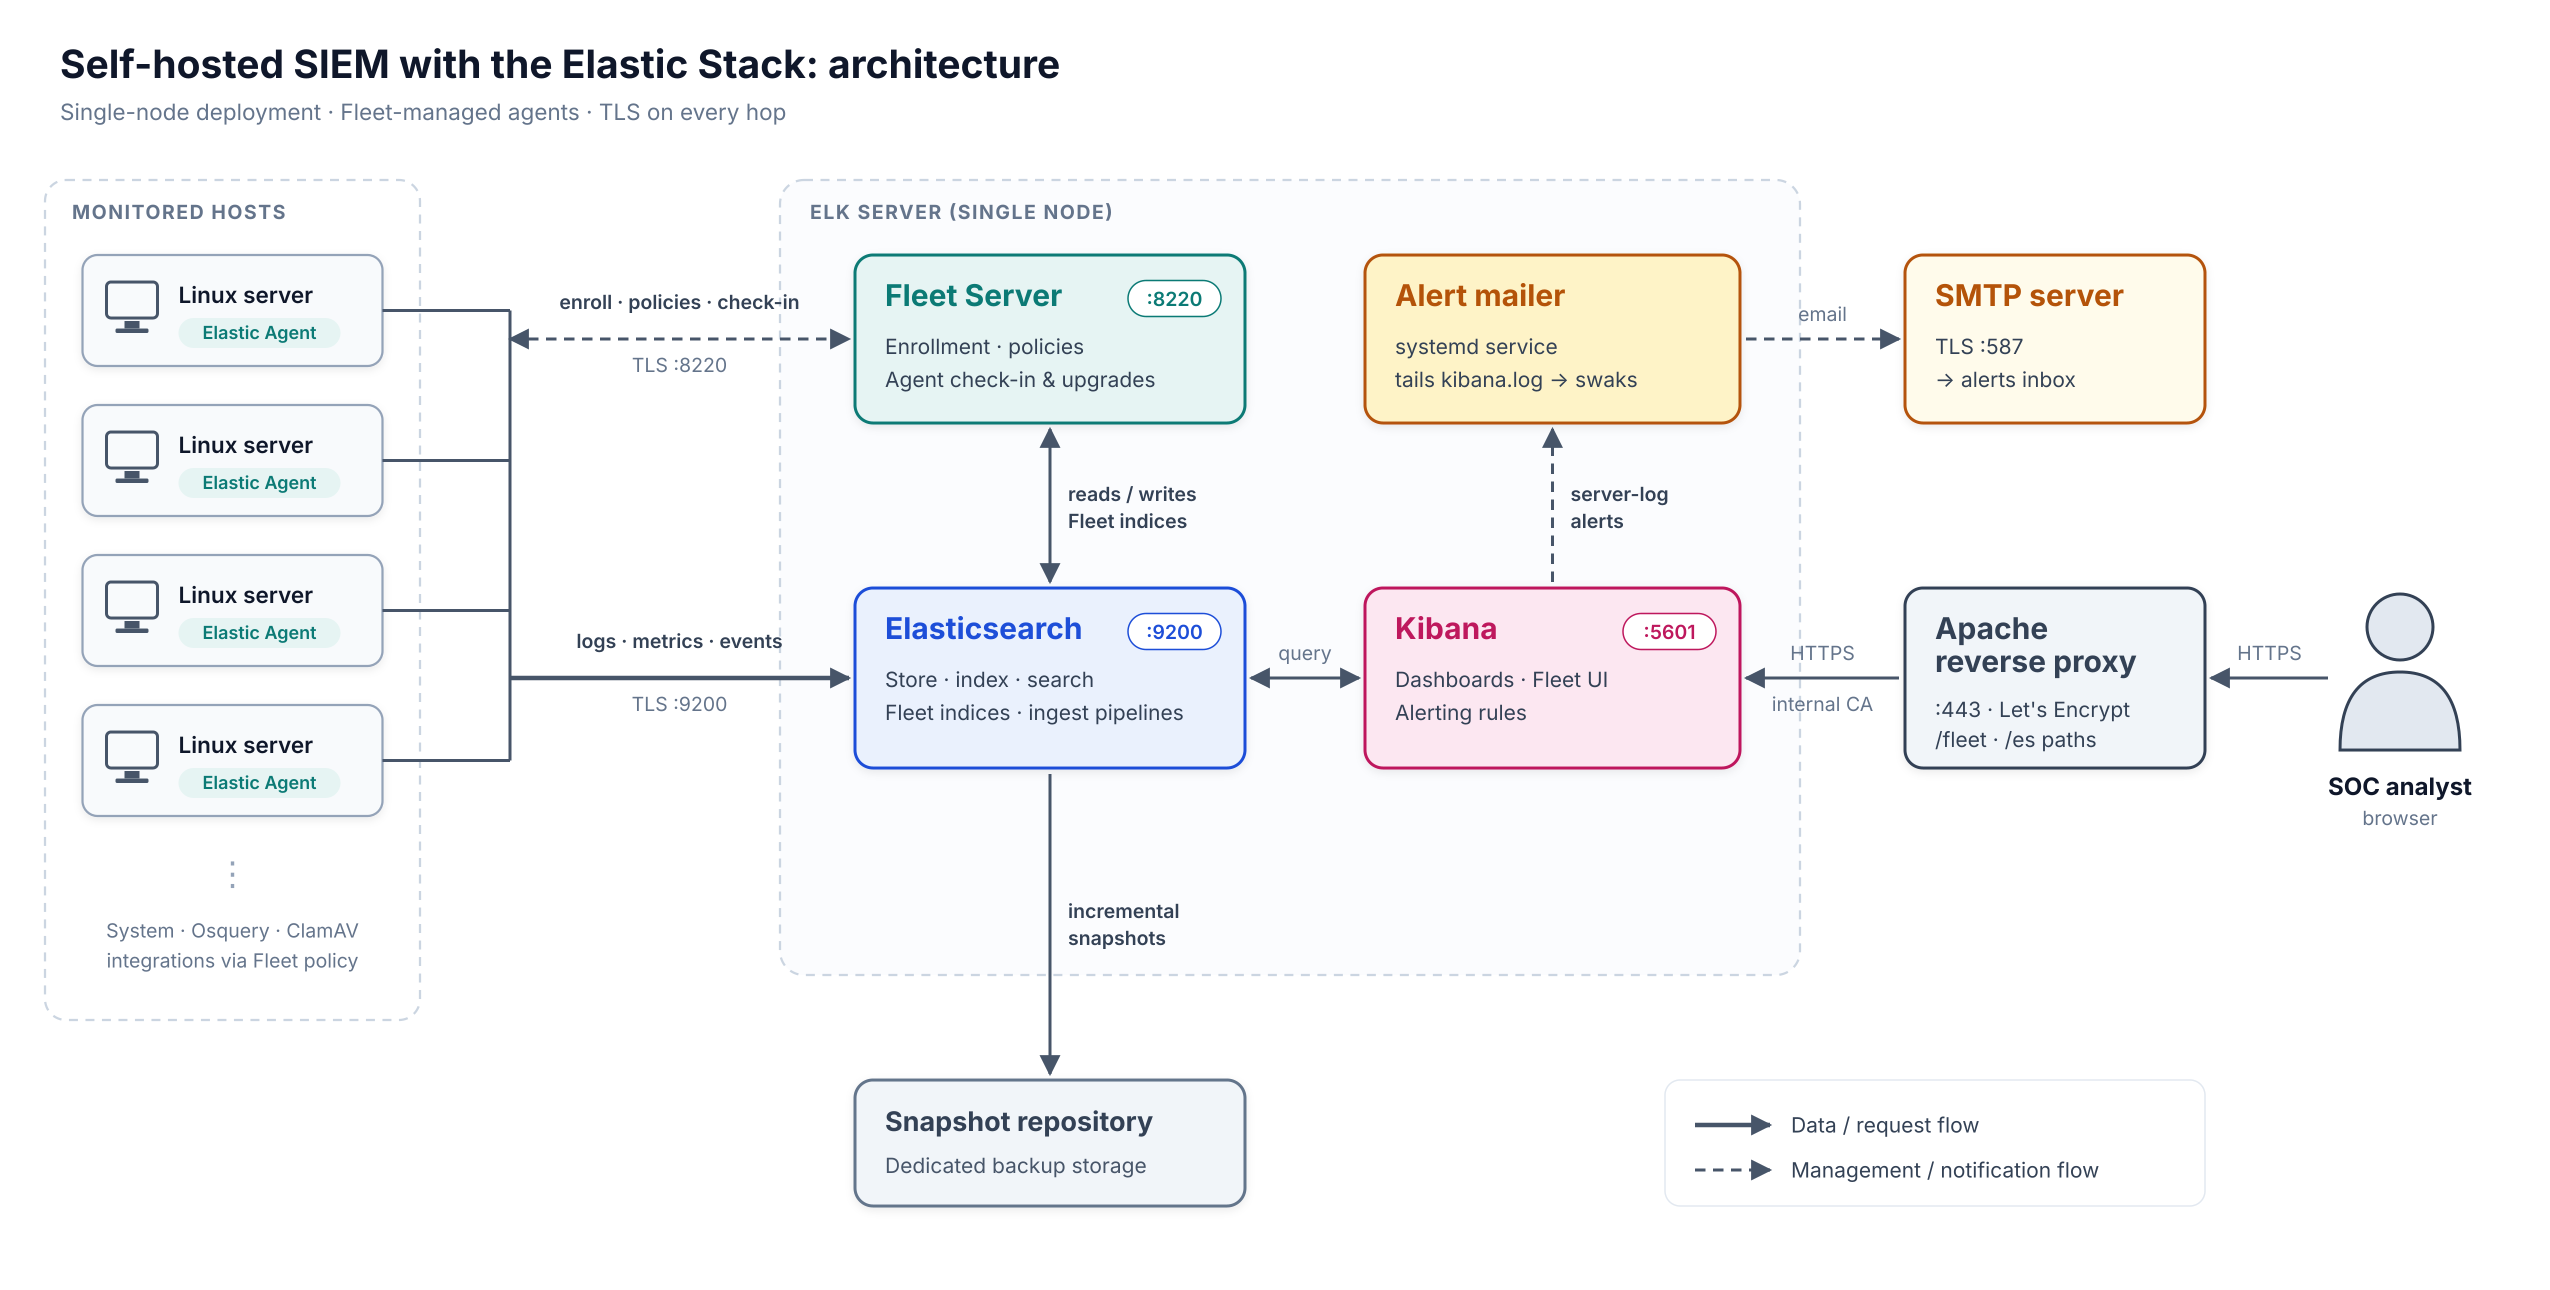 Self-hosted SIEM with the Elastic Stack: architecture
Single-node deployment · Fleet-managed agents · TLS on every hop
MONITORED HOSTS
Linux server
Elastic Agent
Linux server
Elastic Agent
Linux server
Elastic Agent
Linux server
Elastic Agent
⋮
System · Osquery · ClamAV
integrations via Fleet policy
enroll · policies · check-in
TLS :8220
logs · metrics · events
TLS :9200
ELK SERVER (SINGLE NODE)
Fleet Server
:8220
Enrollment · policies
Agent check-in & upgrades
Alert mailer
systemd service
tails kibana.log → swaks
email
SMTP server
TLS :587
→ alerts inbox
reads / writes
Fleet indices
server-log
alerts
Elasticsearch
:9200
Store · index · search
Fleet indices · ingest pipelines
query
Kibana
:5601
Dashboards · Fleet UI
Alerting rules
HTTPS
internal CA
Apache
reverse proxy
:443 · Let's Encrypt
/fleet · /es paths
HTTPS
SOC analyst
browser
incremental
snapshots
Snapshot repository
Dedicated backup storage
Data / request flow
Management / notification flow